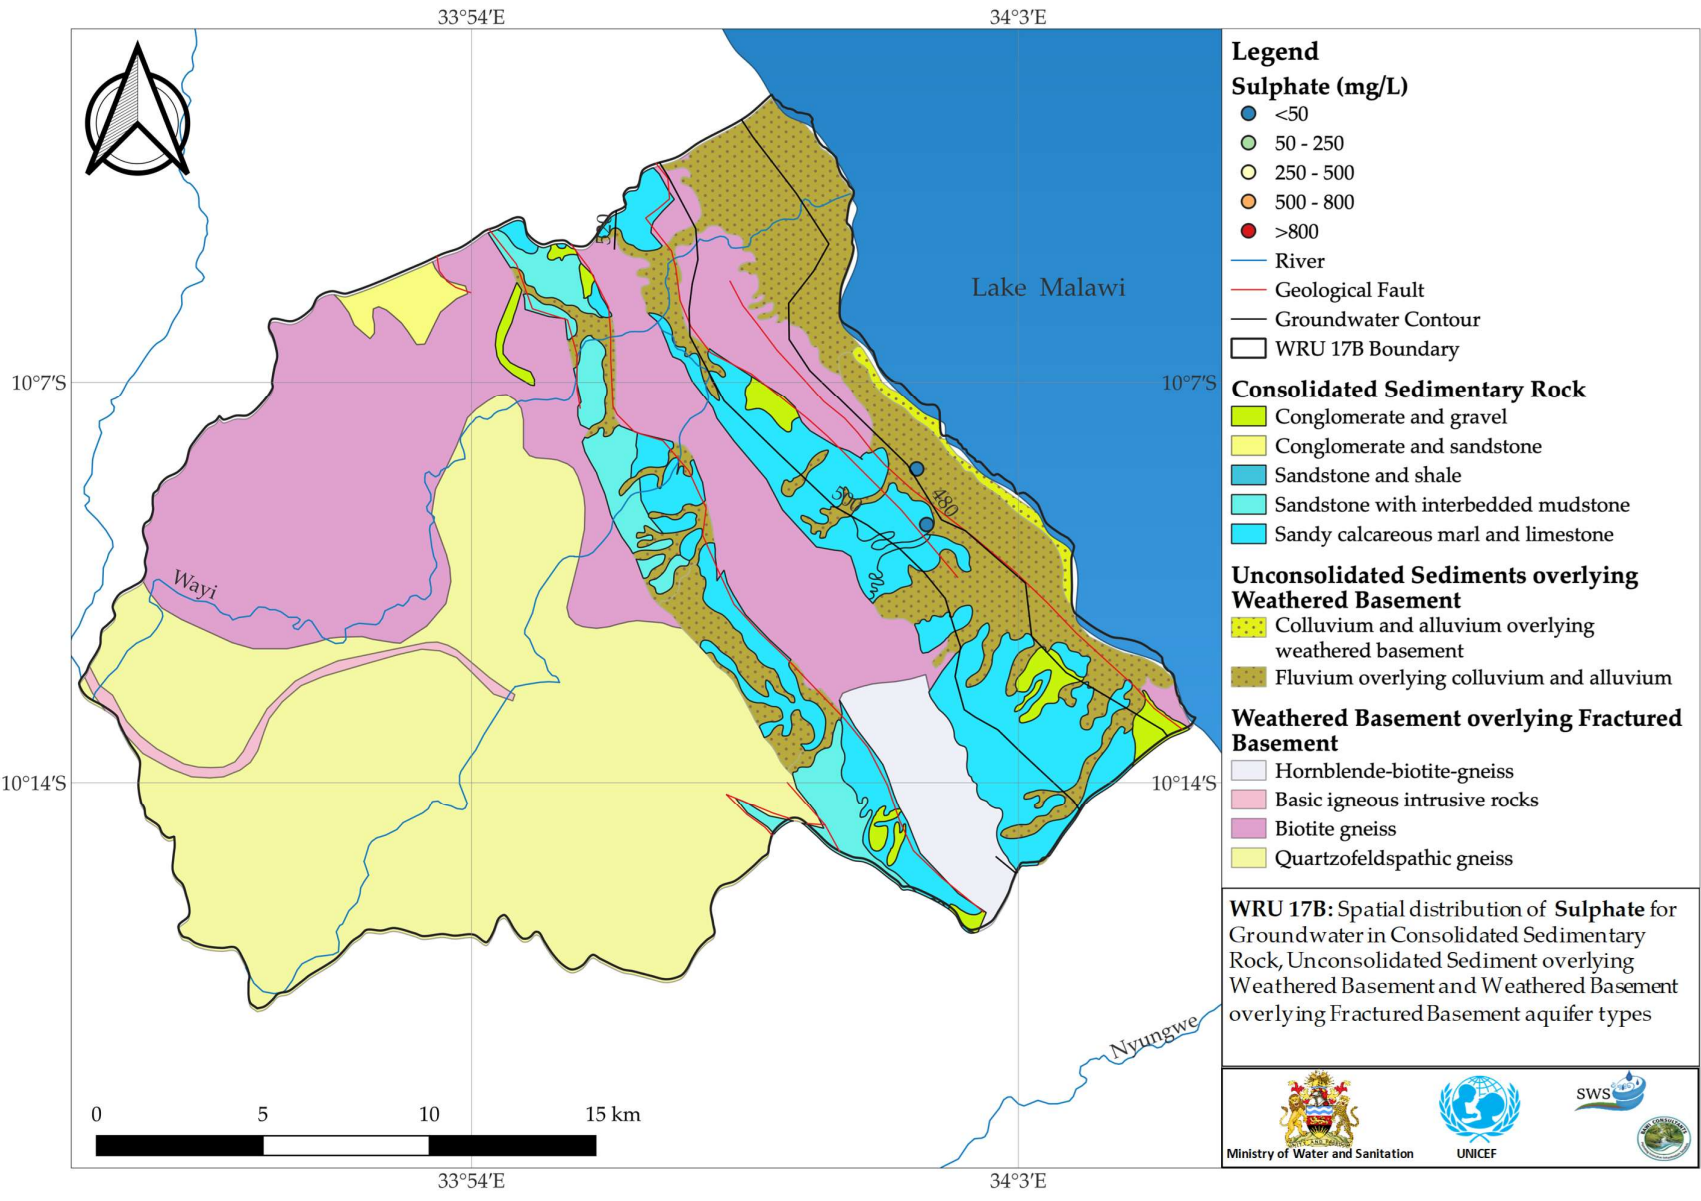 33°54'E
34°3'E
520
Lake Malawi
10°7'S
10°7'S
500
480
Wayi
10°14'S
10°14'S
Nyungwe
0
5
10
15 km
33°54'E
34°3'E
Legend
Sulphate (mg/L)
<50
50 - 250
250 - 500
500 - 800
>800
River
Geological Fault
Groundwater Contour
WRU 17B Boundary
Consolidated Sedimentary Rock
Conglomerate and gravel
Conglomerate and sandstone
Sandstone and shale
Sandstone with interbedded mudstone
Sandy calcareous marl and limestone
Unconsolidated Sediments overlying
Weathered Basement
Colluvium and alluvium overlying
weathered basement
Fluvium overlying colluvium and alluvium
Weathered Basement overlying Fractured
Basement
Hornblende-biotite-gneiss
Basic igneous intrusive rocks
Biotite gneiss
Quartzofeldspathic gneiss
WRU 17B: Spatial distribution of Sulphate for
Groundwater in Consolidated Sedimentary
Rock, Unconsolidated Sediment overlying
Weathered Basement and Weathered Basement
overlying Fractured Basement aquifer types
Ministry of Water and Sanitation
UNICEF
SWS